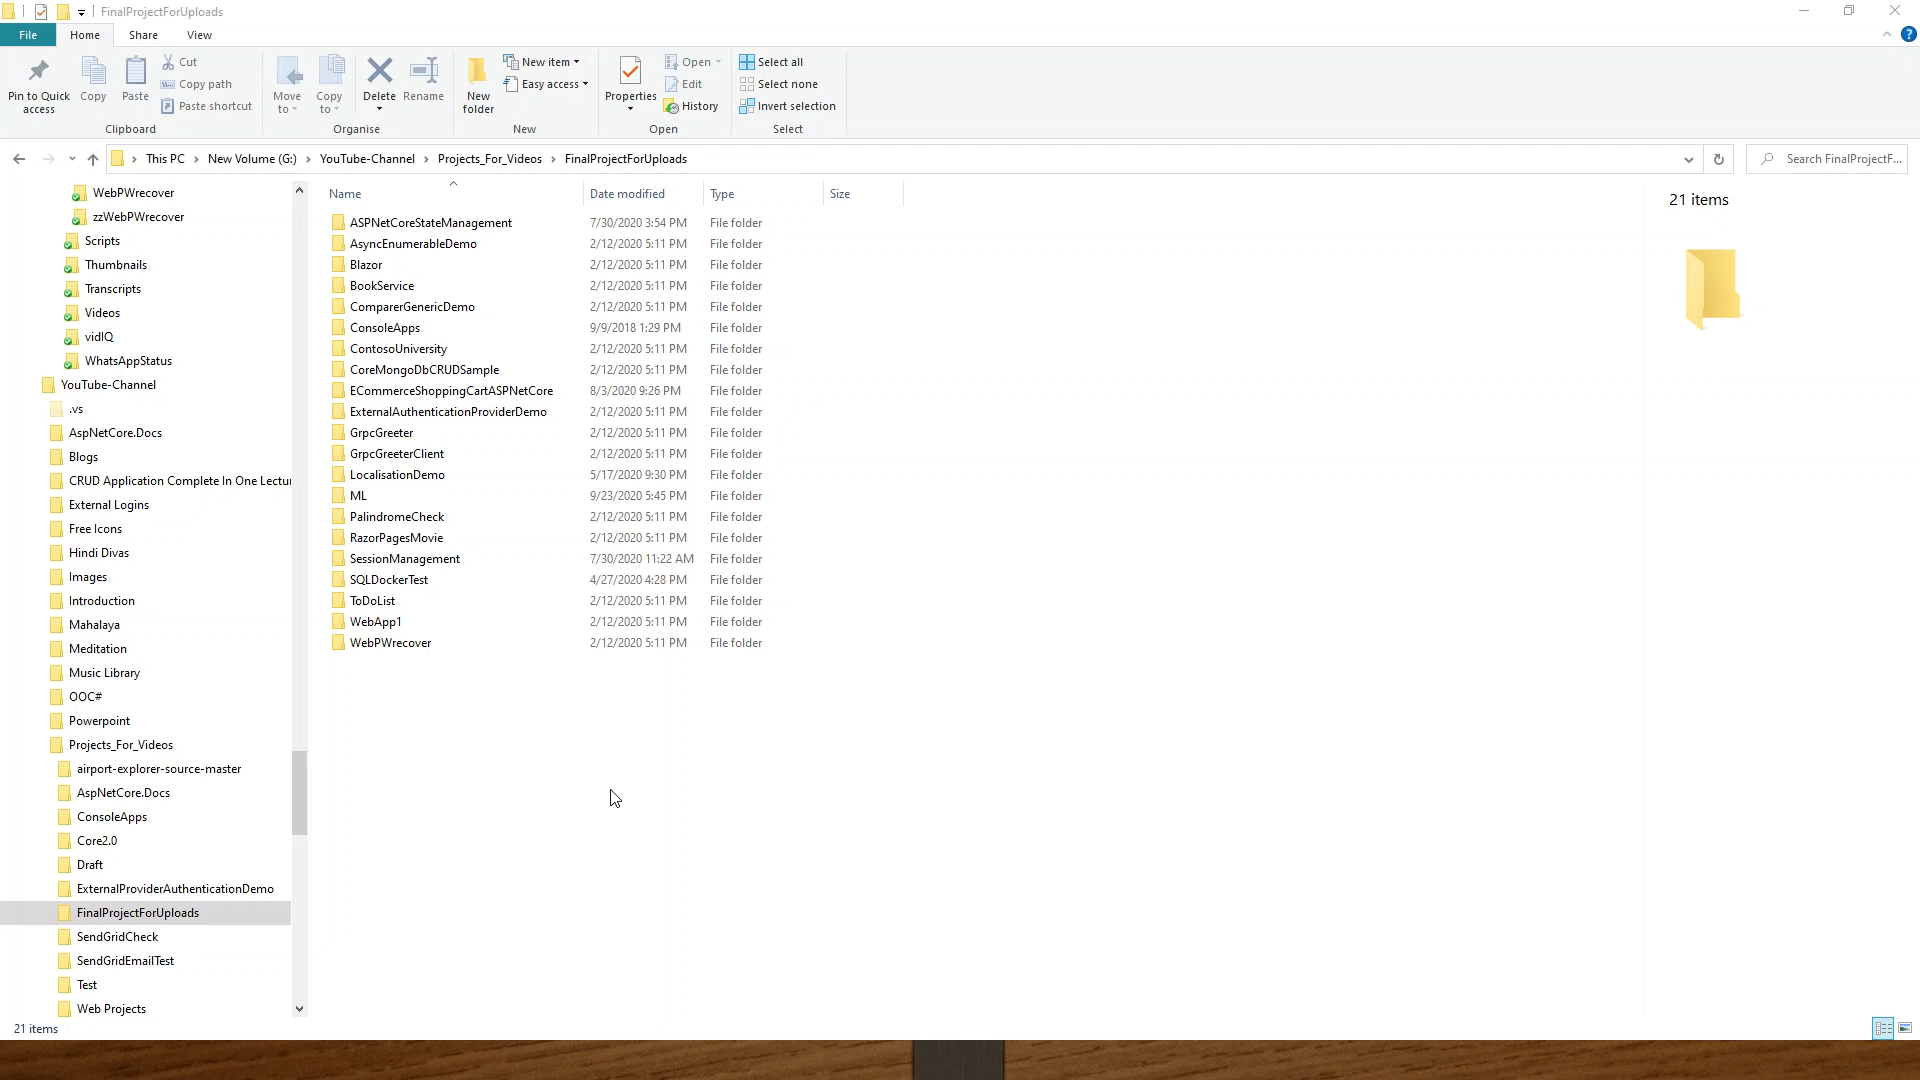 FinalProjectForUploads
File Home Share View
Pin to Quick access
Copy
Paste
Cut
Copy path
Paste shortcut
Clipboard
Move to
Copy to
Delete
Rename
Organise
New folder
New item
Easy access
New
Properties
Open
Edit
History
Open
Select all
Select none
Invert selection
Select
This PC > New Volume (G:) > YouTube-Channel > Projects_For_Videos > FinalProjectForUploads
Search FinalProjectF...
WebPWrecover
zzWebPWrecover
Scripts
Thumbnails
Transcripts
Videos
vidIQ
WhatsAppStatus
YouTube-Channel
.vs
AspNetCore.Docs
Blogs
CRUD Application Complete In One Lectu
External Logins
Free Icons
Hindi Divas
Images
Introduction
Mahalaya
Meditation
Music Library
OOC#
Powerpoint
Projects_For_Videos
airport-explorer-source-master
AspNetCore.Docs
ConsoleApps
Core2.0
Draft
ExternalProviderAuthenticationDemo
FinalProjectForUploads
SendGridCheck
SendGridEmailTest
Test
Web Projects
Name Date modified Type Size
ASPNetCoreStateManagement 7/30/2020 3:54 PM File folder
AsyncEnumerableDemo 2/12/2020 5:11 PM File folder
Blazor 2/12/2020 5:11 PM File folder
BookService 2/12/2020 5:11 PM File folder
ComparerGenericDemo 2/12/2020 5:11 PM File folder
ConsoleApps 9/9/2018 1:29 PM File folder
ContosoUniversity 2/12/2020 5:11 PM File folder
CoreMongoDbCRUDSample 2/12/2020 5:11 PM File folder
ECommerceShoppingCartASPNetCore 8/3/2020 9:26 PM File folder
ExternalAuthenticationProviderDemo 2/12/2020 5:11 PM File folder
GrpcGreeter 2/12/2020 5:11 PM File folder
GrpcGreeterClient 2/12/2020 5:11 PM File folder
LocalisationDemo 5/17/2020 9:30 PM File folder
ML 9/23/2020 5:45 PM File folder
PalindromeCheck 2/12/2020 5:11 PM File folder
RazorPagesMovie 2/12/2020 5:11 PM File folder
SessionManagement 7/30/2020 11:22 AM File folder
SQLDockerTest 4/27/2020 4:28 PM File folder
ToDoList 2/12/2020 5:11 PM File folder
WebApp1 2/12/2020 5:11 PM File folder
WebPWrecover 2/12/2020 5:11 PM File folder
21 items
21 items